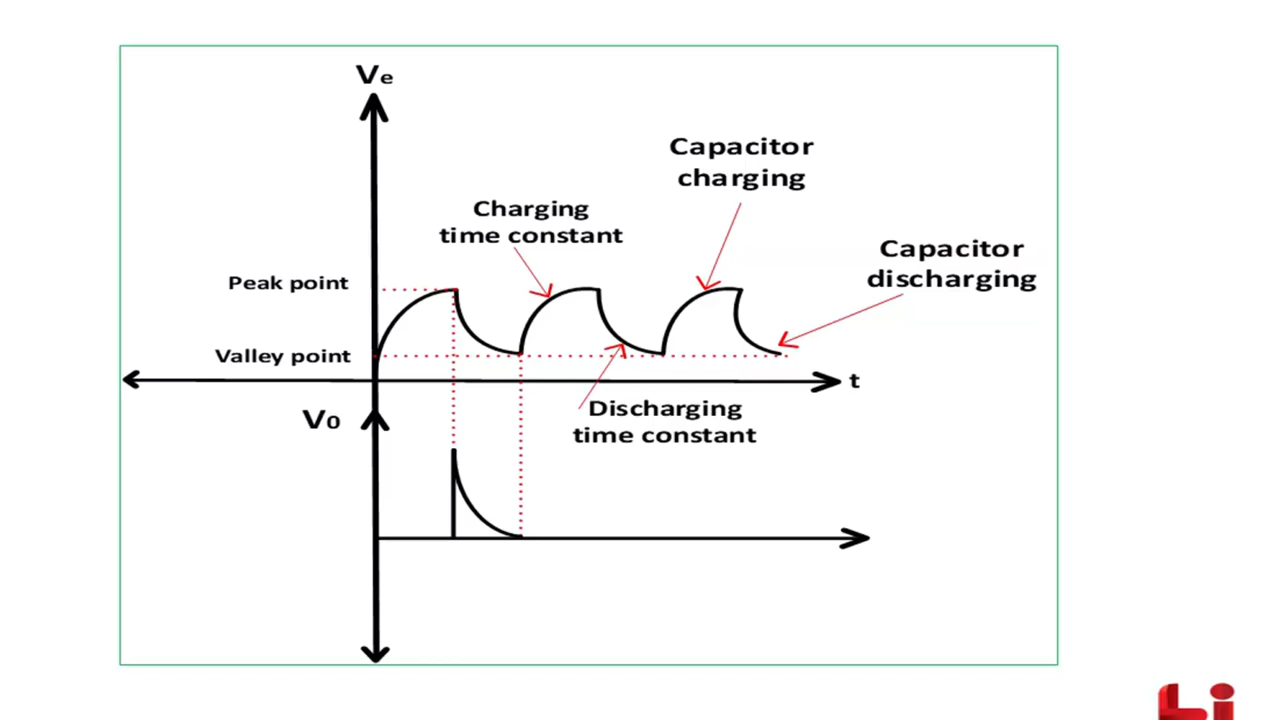 Ve
Capacitor
charging
Charging
time constant
Capacitor
discharging
Peak point
Valley point
t
V0
Discharging
time constant